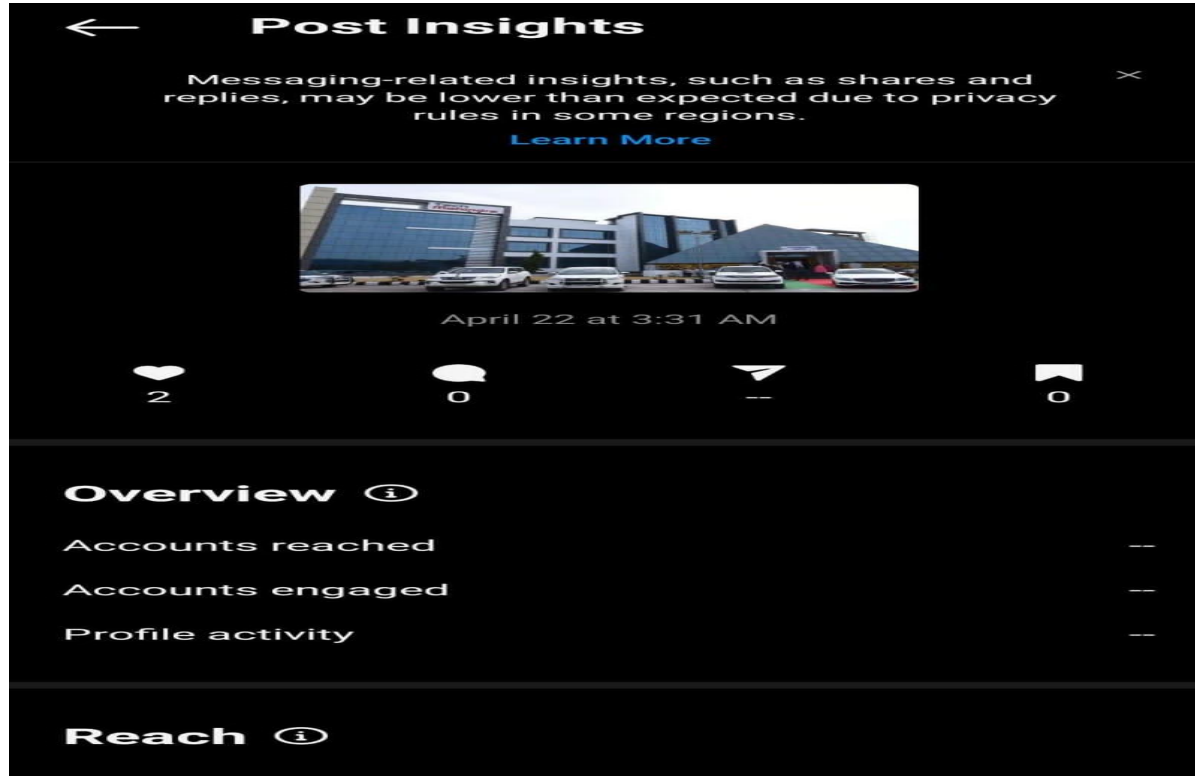 Post Insights
Messaging-related insights, such as shares and
replies, may be lower than expected due to privacy
rules in some regions.
Learn More
April 22 at 3:31 AM
2 0 -- 0
Overview
Accounts reached --
Accounts engaged --
Profile activity --
Reach